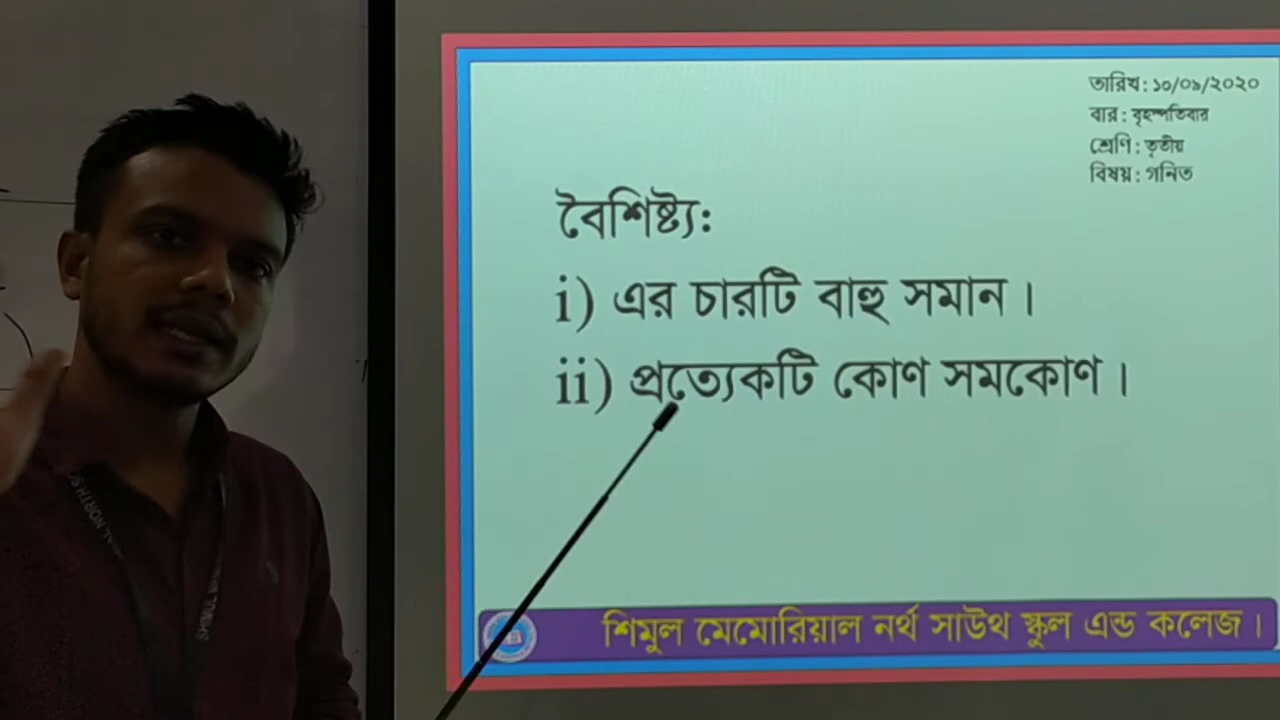 তারিখ : ১০/০৯/২০২০
বার : বৃহস্পতিবার
শ্রেণি : তৃতীয়
বিষয় : গনিত
বৈশিষ্ট্য:
i) এর চারটি বাহু সমান।
ii) প্রত্যেকটি কোণ সমকোণ।
শিমুল মেমোরিয়াল নর্থ সাউথ স্কুল এন্ড কলেজ।